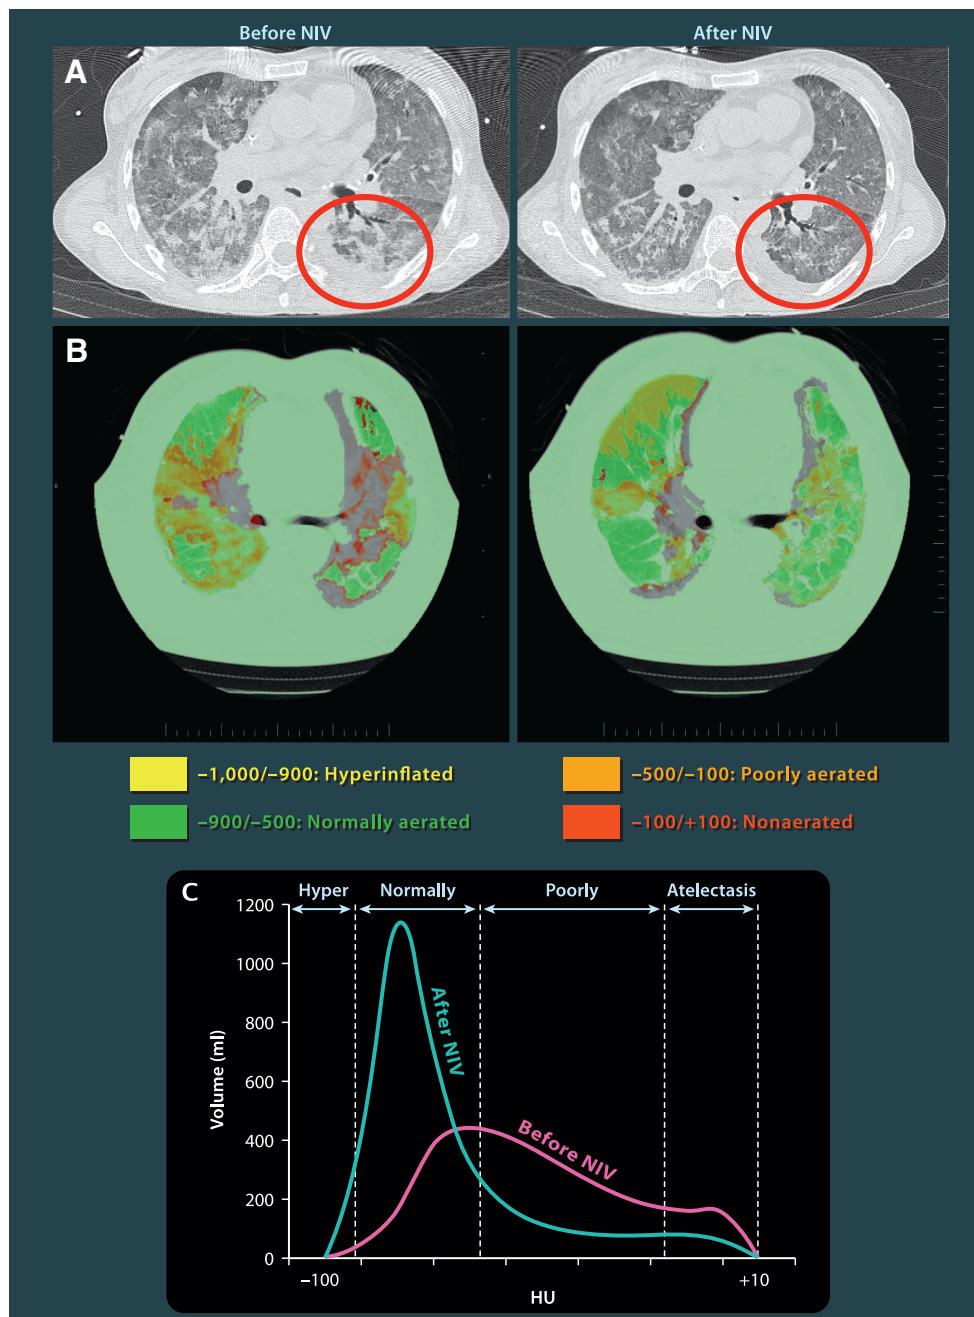 Before NIV
After NIV
A
B
–1,000/–900: Hyperinflated
–500/–100: Poorly aerated
–900/–500: Normally aerated
–100/+100: Nonaerated
C
Hyper
Normally
Poorly
Atelectasis
1200
1000
800
600
400
200
0
Volume (ml)
After NIV
Before NIV
–100
+10
HU